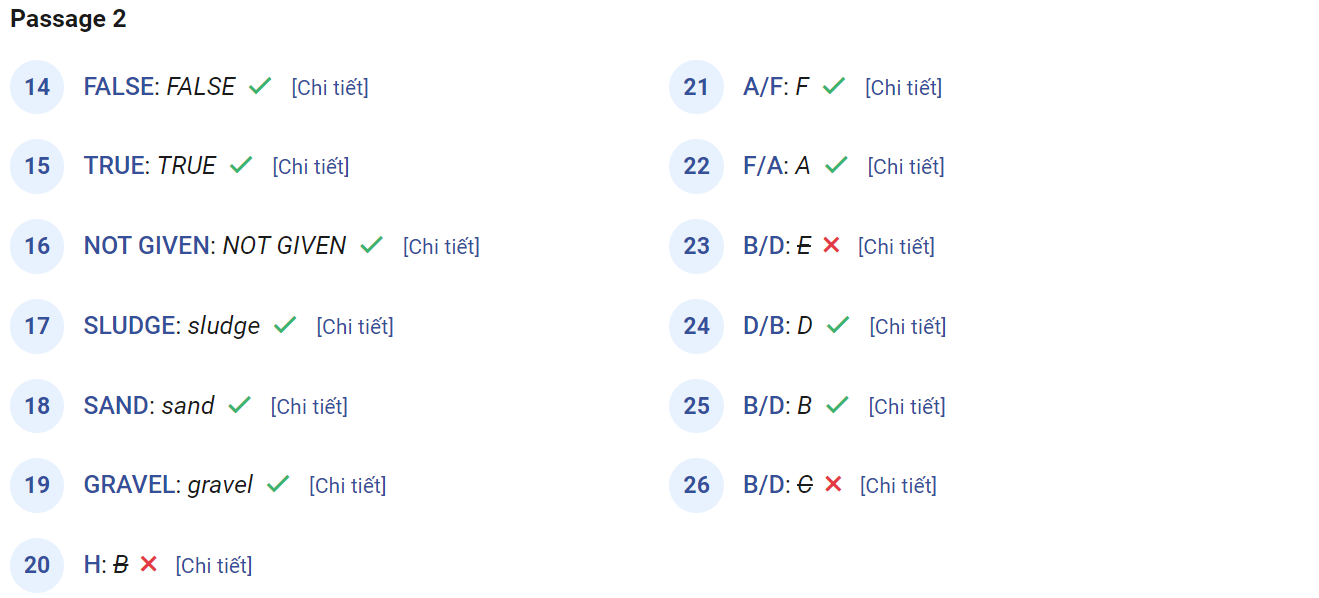 Passage 2
14 FALSE: FALSE [Chi tiết]
15 TRUE: TRUE [Chi tiết]
16 NOT GIVEN: NOT GIVEN [Chi tiết]
17 SLUDGE: sludge [Chi tiết]
18 SAND: sand [Chi tiết]
19 GRAVEL: gravel [Chi tiết]
20 H: B [Chi tiết]
21 A/F: F [Chi tiết]
22 F/A: A [Chi tiết]
23 B/D: E [Chi tiết]
24 D/B: D [Chi tiết]
25 B/D: B [Chi tiết]
26 B/D: C [Chi tiết]